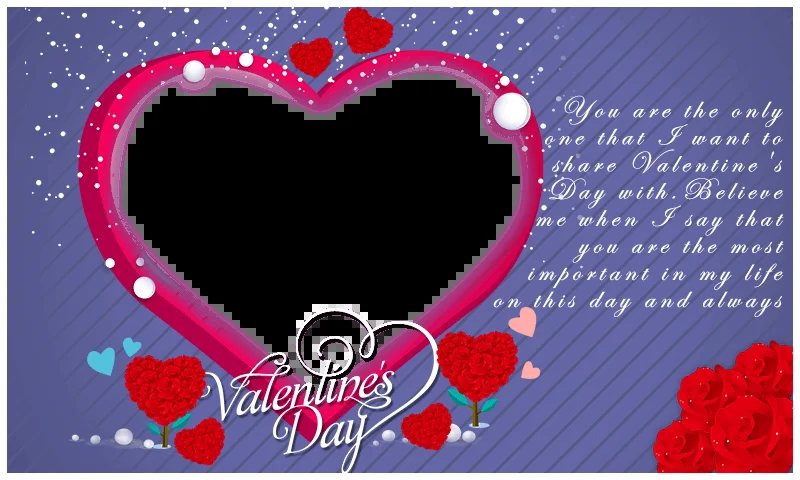 You are the only
one that I want to
share Valentine's
Day with.Believe
me when I say that
you are the most
important in my life
on this day and always
Valentine's
Day